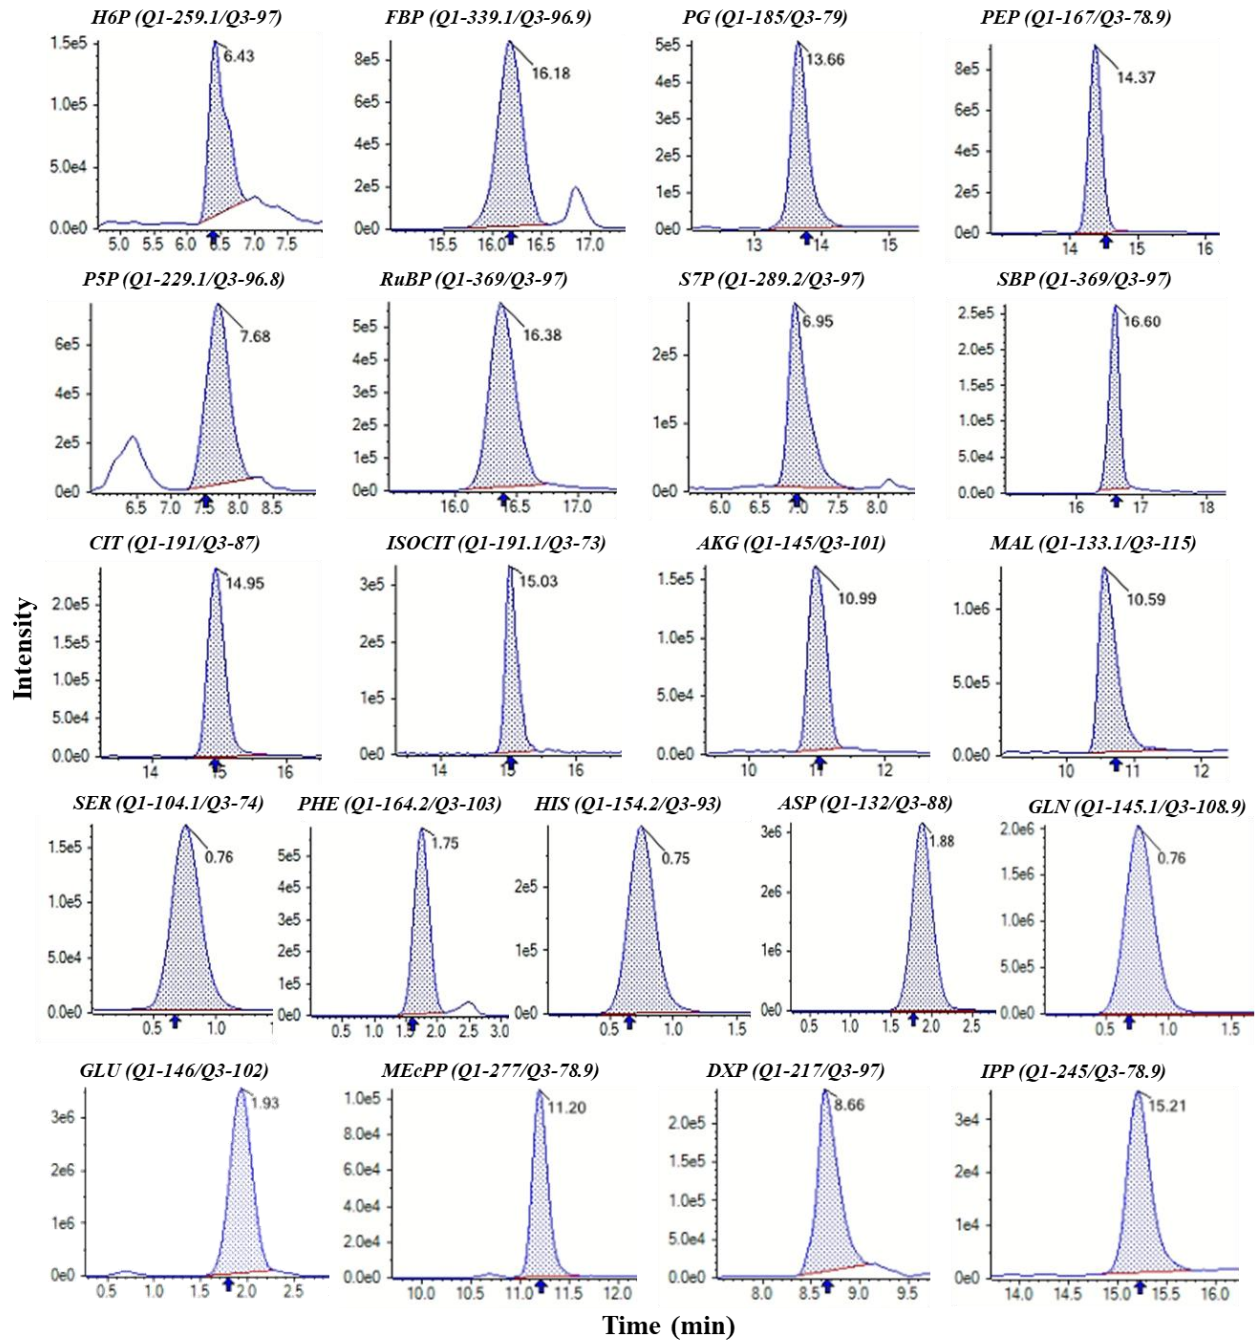 H6P (Q1-259.1/Q3-97) FBP (Q1-339.1/Q3-96.9) PG (Q1-185/Q3-79) PEP (Q1-167/Q3-78.9)
1.5e5 1.0e5 5.0e4 0.0e0 6.43 5.0 5.5 6.0 6.5 7.0 7.5
8e5 6e5 4e5 2e5 0e0 16.18 15.5 16.0 16.5 17.0
5e5 4e5 3e5 2e5 1e5 0e0 13.66 13 14 15
8e5 6e5 4e5 2e5 0e0 14.37 14 15 16
P5P (Q1-229.1/Q3-96.8) RuBP (Q1-369/Q3-97) S7P (Q1-289.2/Q3-97) SBP (Q1-369/Q3-97)
6e5 4e5 2e5 0e0 7.68 6.5 7.0 7.5 8.0 8.5
5e5 4e5 3e5 2e5 1e5 0e0 16.38 16.0 16.5 17.0
2e5 1e5 0e0 6.95 6.0 6.5 7.0 7.5 8.0
2.5e5 2.0e5 1.5e5 1.0e5 5.0e4 0.0e0 16.60 16 17 18
CIT (Q1-191/Q3-87) ISOCIT (Q1-191.1/Q3-73) AKG (Q1-145/Q3-101) MAL (Q1-133.1/Q3-115)
2.0e5 1.5e5 1.0e5 5.0e4 0.0e0 14.95 14 15 16
3e5 2e5 1e5 0e0 15.03 14 15 16
1.5e5 1.0e5 5.0e4 0.0e0 10.99 10 11 12
1.0e6 5.0e5 0.0e0 10.59 10 11 12
Intensity
SER (Q1-104.1/Q3-74) PHE (Q1-164.2/Q3-103) HIS (Q1-154.2/Q3-93) ASP (Q1-132/Q3-88) GLN (Q1-145.1/Q3-108.9)
1.5e5 1.0e5 5.0e4 0.0e0 0.76 0.5 1.0
5e5 4e5 3e5 2e5 1e5 0e0 1.75 0.5 1.0 1.5 2.0 2.5 3.0
2e5 1e5 0e0 0.75 0.5 1.0 1.5
3e6 2e6 1e6 0e0 1.88 0.5 1.0 1.5 2.0 2.5
2.0e6 1.5e6 1.0e6 5.0e5 0.0e0 0.76 0.5 1.0 1.5
GLU (Q1-146/Q3-102) MEcPP (Q1-277/Q3-78.9) DXP (Q1-217/Q3-97) IPP (Q1-245/Q3-78.9)
3e6 2e6 1e6 0e0 1.93 0.5 1.0 1.5 2.0 2.5
1.0e5 8.0e4 6.0e4 4.0e4 2.0e4 0.0e0 11.20 10.0 11.0 11.5 12.0
2.0e5 1.5e5 1.0e5 5.0e4 0.0e0 8.66 8.0 9.0 9.5
3e4 2e4 1e4 0e0 15.21 14.0 14.5 15.0 15.5 16.0
Time (min)